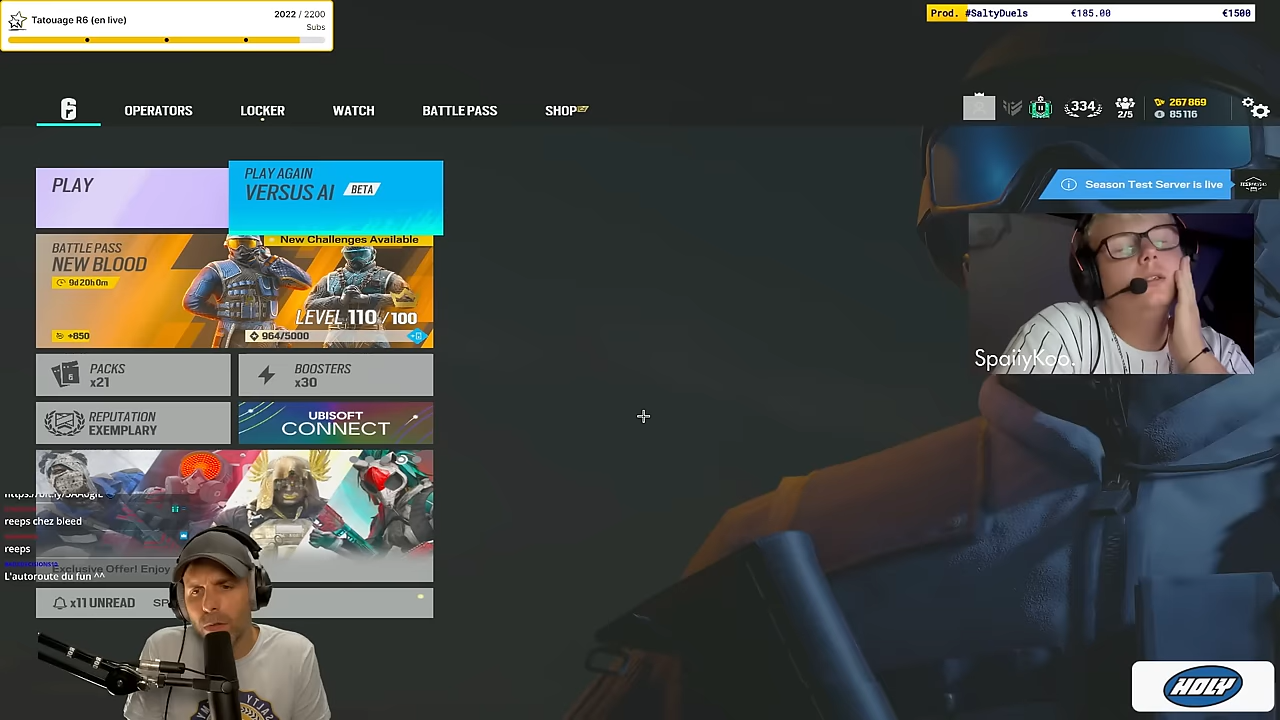 Tatouage R6 (en live)
2022 / 2200
Subs
Prod. #SaltyDuels €185.00 €1500
OPERATORS
LOCKER
WATCH
BATTLE PASS
SHOP
334
2/5
267 869
85 116
PLAY
PLAY AGAIN
VERSUS AI BETA
Season Test Server is live
New Challenges Available
BATTLE PASS
NEW BLOOD
9d 20h 0m
LEVEL 110 / 100
+850
964/5000
SpaiiyKoo.
PACKS
x21
BOOSTERS
x30
REPUTATION
EXEMPLARY
UBISOFT
CONNECT
reeps chez bleed
reeps
L'autoroute du fun ^^
Exclusive Offer! Enjoy
x11 UNREAD
SP
HOLY